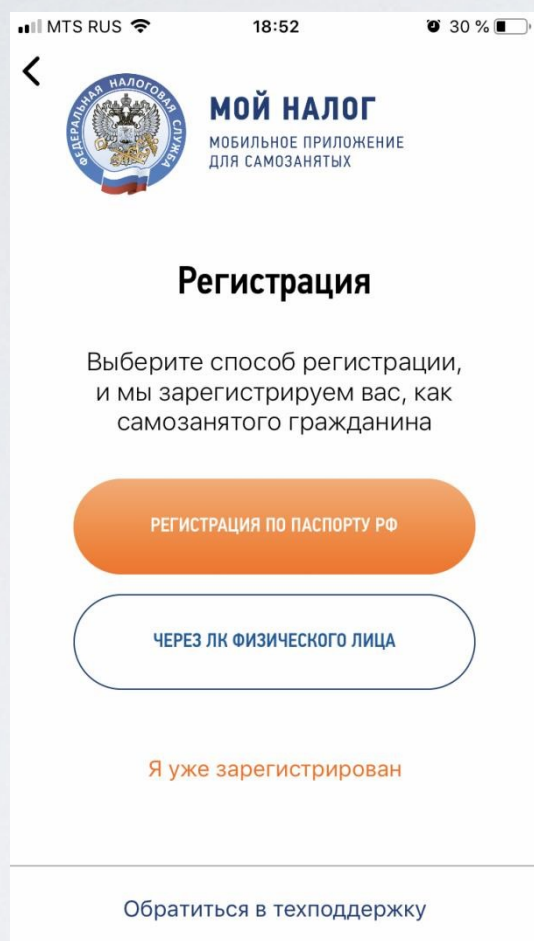 MTS RUS
18:52
30 %
ФЕДЕРАЛЬНАЯ НАЛОГОВАЯ СЛУЖБА
МОЙ НАЛОГ
МОБИЛЬНОЕ ПРИЛОЖЕНИЕ
ДЛЯ САМОЗАНЯТЫХ
Регистрация
Выберите способ регистрации,
и мы зарегистрируем вас, как
самозанятого гражданина
РЕГИСТРАЦИЯ ПО ПАСПОРТУ РФ
ЧЕРЕЗ ЛК ФИЗИЧЕСКОГО ЛИЦА
Я уже зарегистрирован
Обратиться в техподдержку